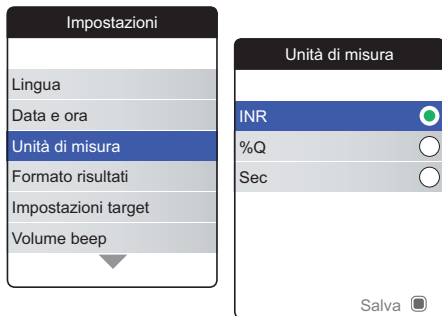 Impostazioni
Lingua
Data e ora
Unità di misura
Formato risultati
Impostazioni target
Volume beep
Unità di misura
INR
%Q
Sec
Salva